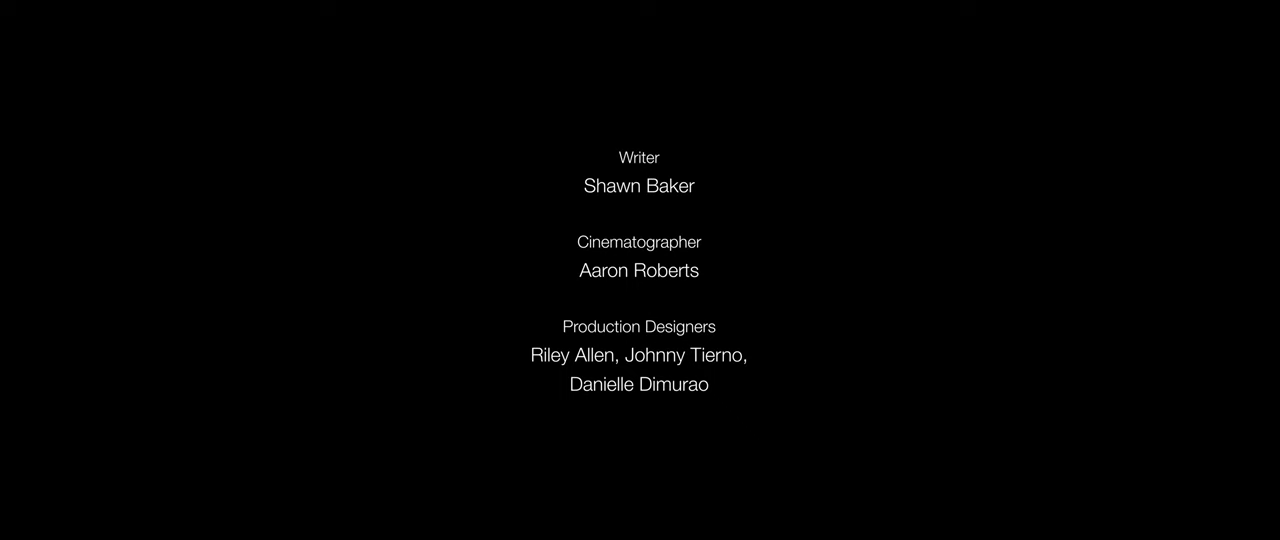 Writer
Shawn Baker
Cinematographer
Aaron Roberts
Production Designers
Riley Allen, Johnny Tierno,
Danielle Dimurao